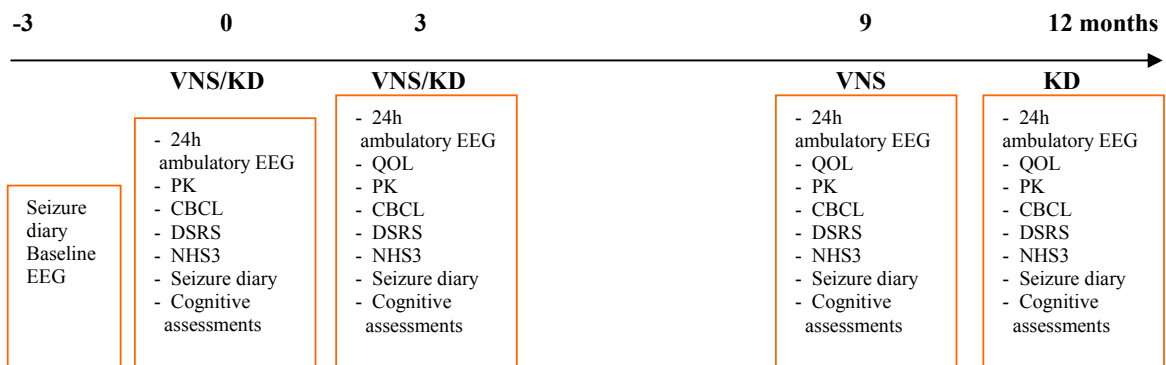 -3 0 3 9 12 months
VNS/KD VNS/KD VNS KD
Seizure
diary
Baseline
EEG
- 24h
ambulatory EEG
- PK
- CBCL
- DSRS
- NHS3
- Seizure diary
- Cognitive
assessments
- 24h
ambulatory EEG
- QOL
- PK
- CBCL
- DSRS
- NHS3
- Seizure diary
- Cognitive
assessments
- 24h
ambulatory EEG
- QOL
- PK
- CBCL
- DSRS
- NHS3
- Seizure diary
- Cognitive
assessments
- 24h
ambulatory EEG
- QOL
- PK
- CBCL
- DSRS
- NHS3
- Seizure diary
- Cognitive
assessments